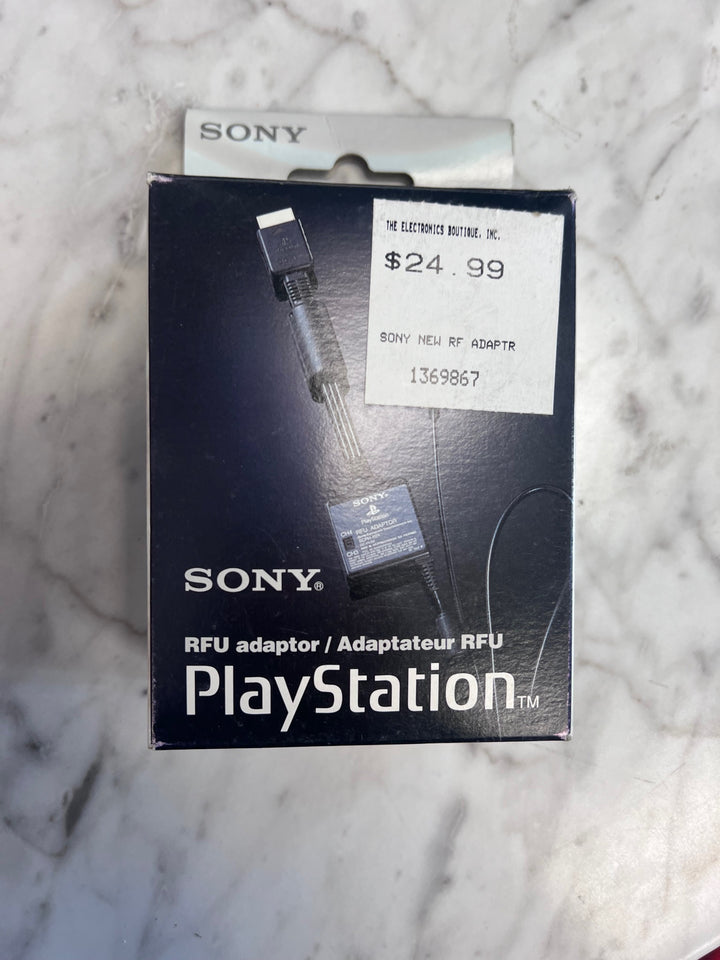 SONY
THE ELECTRONICS BOUTIQUE, INC.
$24.99
SONY NEW RF ADAPTR
1369867
SONY
PlayStation
RFU ADAPTOR
SONY®
RFU adaptor / Adaptateur RFU
PlayStation™